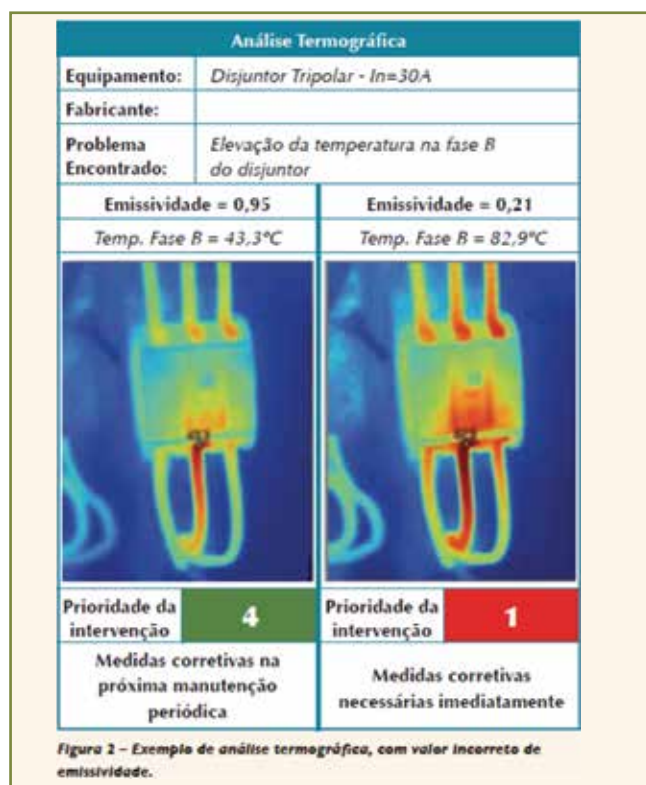 Análise Termográfica
Equipamento: Disjuntor Tripolar - In=30A
Fabricante:
Problema Encontrado: Elevação da temperatura na fase B
do disjuntor
Emissividade = 0,95
Temp. Fase B = 43,3ºC
Prioridade da
intervenção
4
Medidas corretivas na
próxima manutenção
periódica
Emissividade = 0,21
Temp. Fase B = 82,9ºC
Prioridade da
intervenção
1
Medidas corretivas
necessárias imediatamente
Figura 2 – Exemplo de análise termográfica, com valor incorreto de
emissividade.